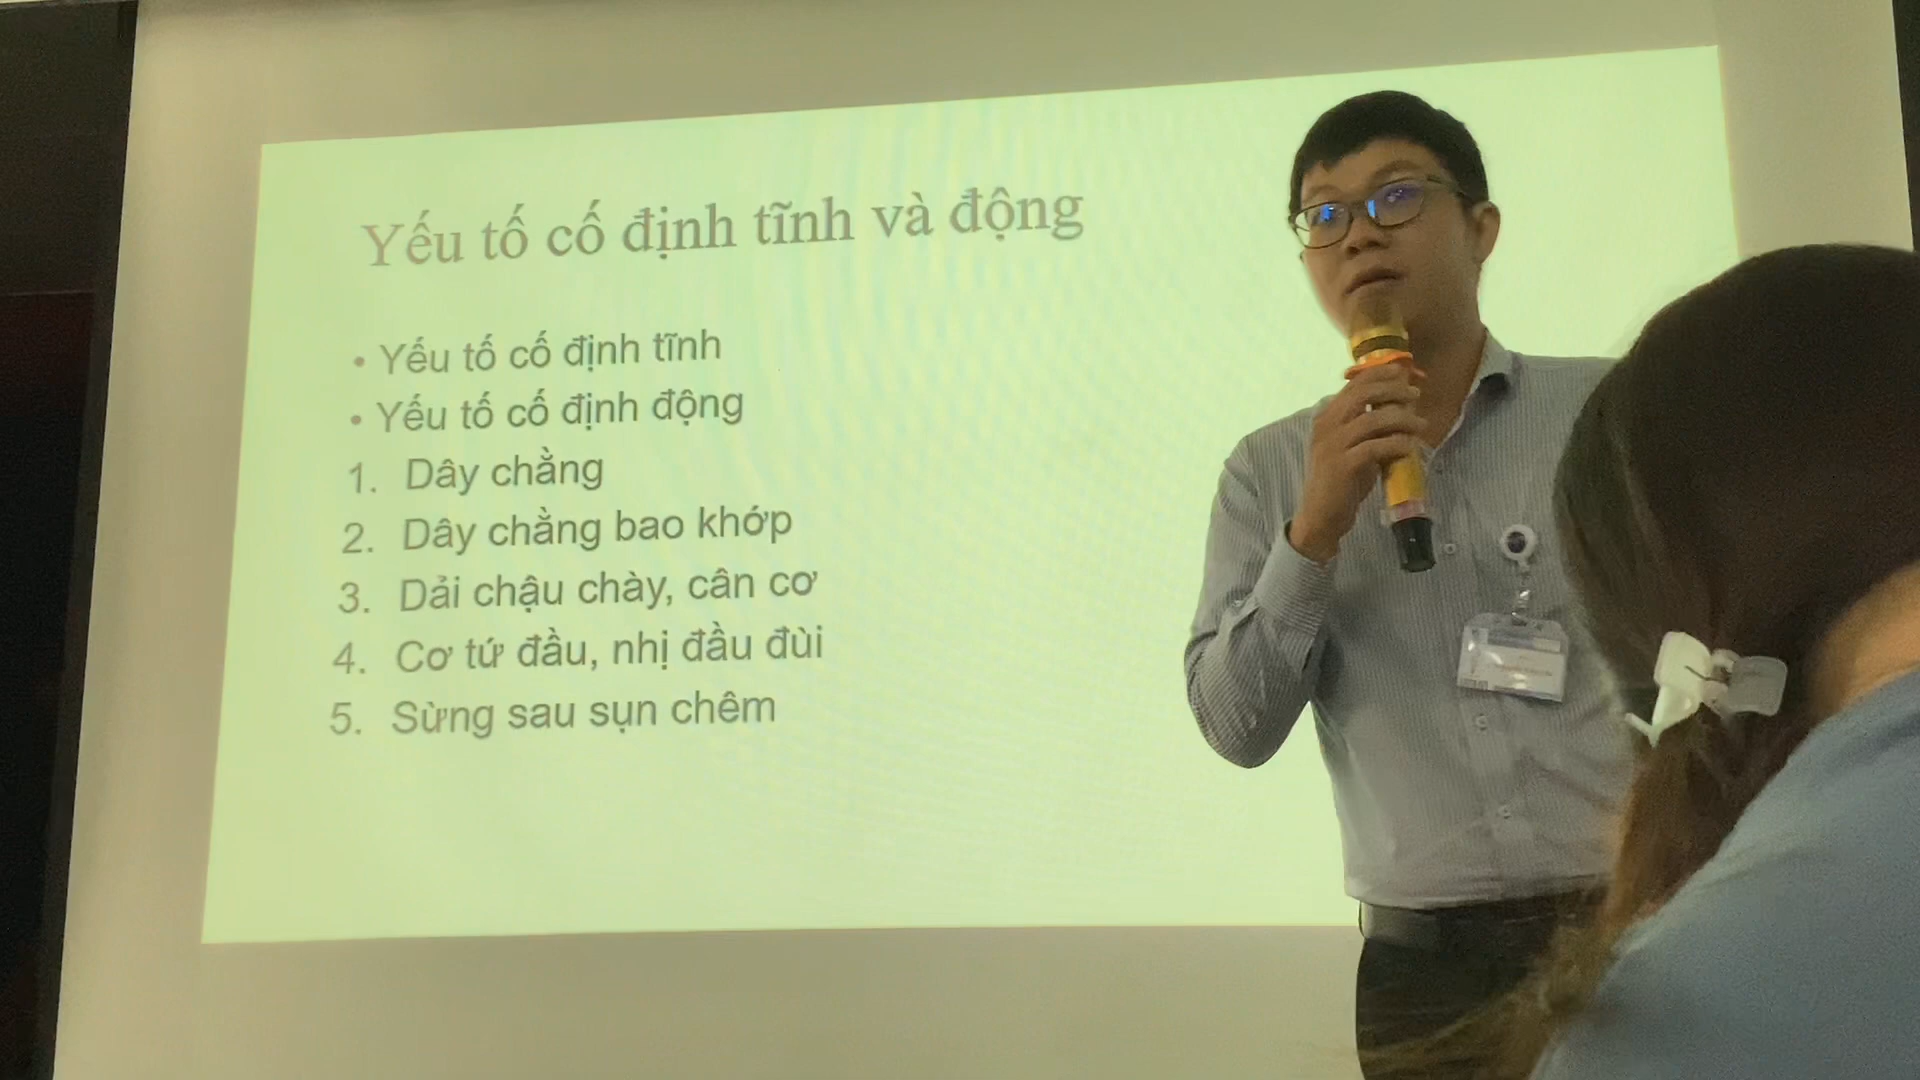 Yếu tố cố định tĩnh và động
• Yếu tố cố định tĩnh
• Yếu tố cố định động
1. Dây chằng
2. Dây chằng bao khớp
3. Dải chậu chày, cân cơ
4. Cơ tứ đầu, nhị đầu đùi
5. Sừng sau sụn chêm